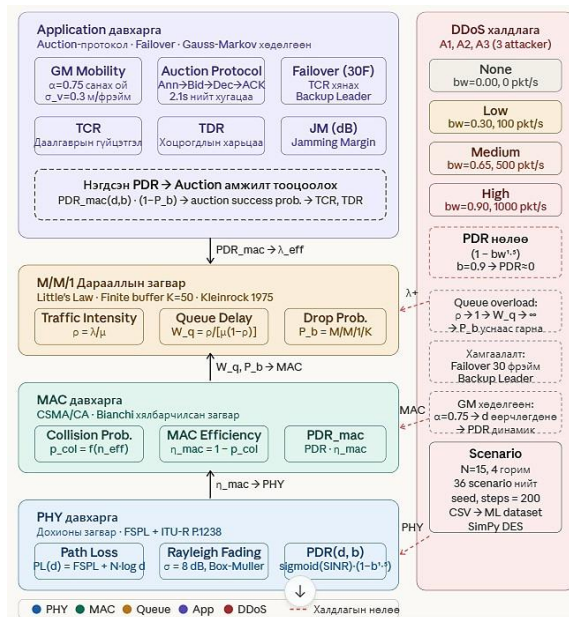 Application давхарга
Auction-протокол · Failover · Gauss-Markov хөдөлгөөн
GM Mobility
α=0.75 санах ой
σ_v=0.3 м/фрэйм
Auction Protocol
Ann→Bid→Dec→ACK
2.1s нийт хугацаа
Failover (30F)
TCR хянах
Backup Leader
TCR
Даалгаврын гүйцэтгэл
TDR
Хоцрогдлын харьцаа
JM (dB)
Jamming Margin
Нэгдсэн PDR → Auction амжилт тооцоолох
PDR_mac(d,b) · (1−P_b) → auction success prob. → TCR, TDR
PDR_mac→λ_eff
M/M/1 Дарааллын загвар
Little's Law · Finite buffer K=50 · Kleinrock 1975
Traffic Intensity
ρ = λ/μ
Queue Delay
W_q = ρ/[μ(1−ρ)]
Drop Prob.
P_b = M/M/1/K
W_q, P_b → MAC
MAC давхарга
CSMA/CA · Bianchi хялбарчилсан загвар
Collision Prob.
p_col = f(n_eff)
MAC Efficiency
η_mac = 1 − p_col
PDR_mac
PDR · η_mac
η_mac → PHY
PHY давхарга
Дохионы загвар · FSPL + ITU-R P.1238
Path Loss
PL(d) = FSPL + N·log d
Rayleigh Fading
σ = 8 dB, Box-Muller
PDR(d, b)
sigmoid(SINR)·(1−b¹·⁵)
DDoS халдлага
A1, A2, A3 (3 attacker)
None
bw=0.00, 0 pkt/s
Low
bw=0.30, 100 pkt/s
Medium
bw=0.65, 500 pkt/s
High
bw=0.90, 1000 pkt/s
PDR нөлөө
(1 − bw¹·⁵)
b=0.9 → PDR≈0
λ+
Queue overload:
ρ → 1 → W_q → ∞
→ P_b уснаас гарна
Хамгаалалт:
Failover 30 фрэйм
Backup Leader
MAC
GM хөдөлгөөн:
α=0.75 → d өөрчлөгдөнө
→ PDR динамик
Scenario
N=15, 4 горим
36 scenario нийт
seed, steps = 200
CSV → ML dataset
SimPy DES
PHY
↓
PHY MAC Queue App DDoS Халдлагын нөлөө